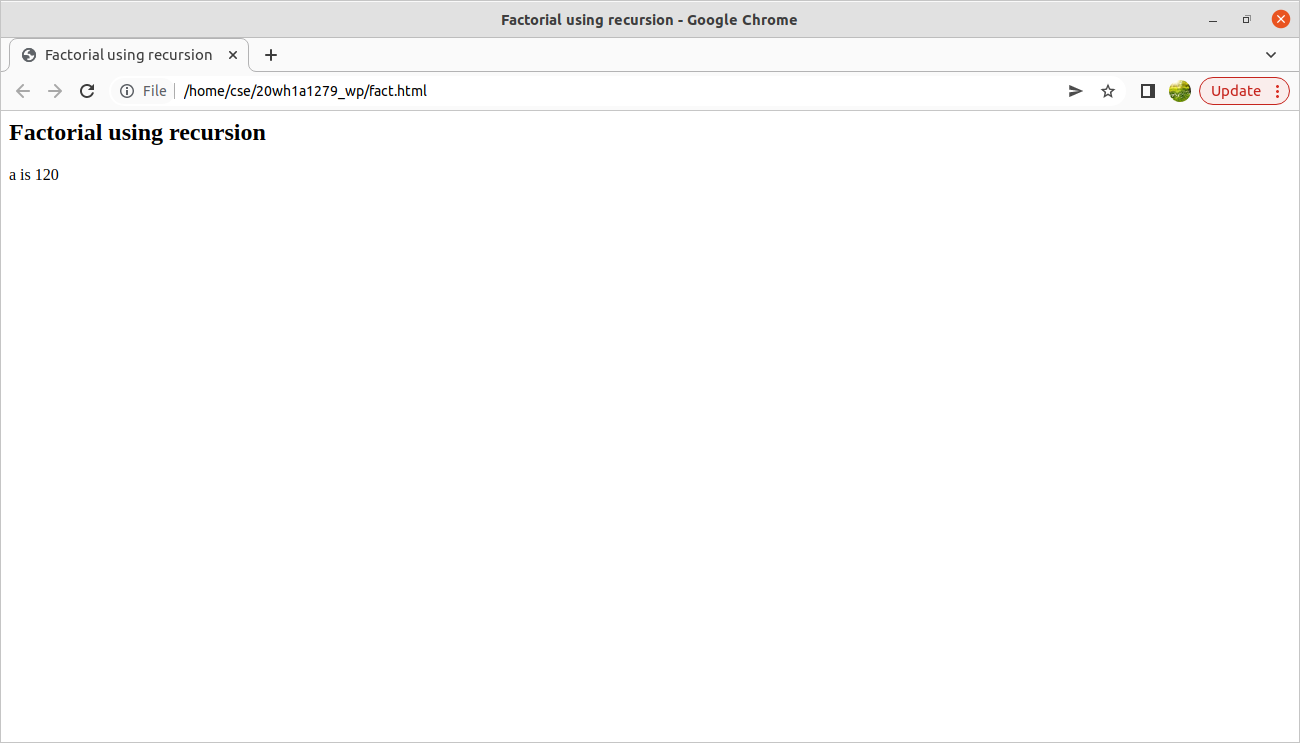 Factorial using recursion - Google Chrome
Factorial using recursion
File /home/cse/20wh1a1279_wp/fact.html Update
Factorial using recursion
a is 120